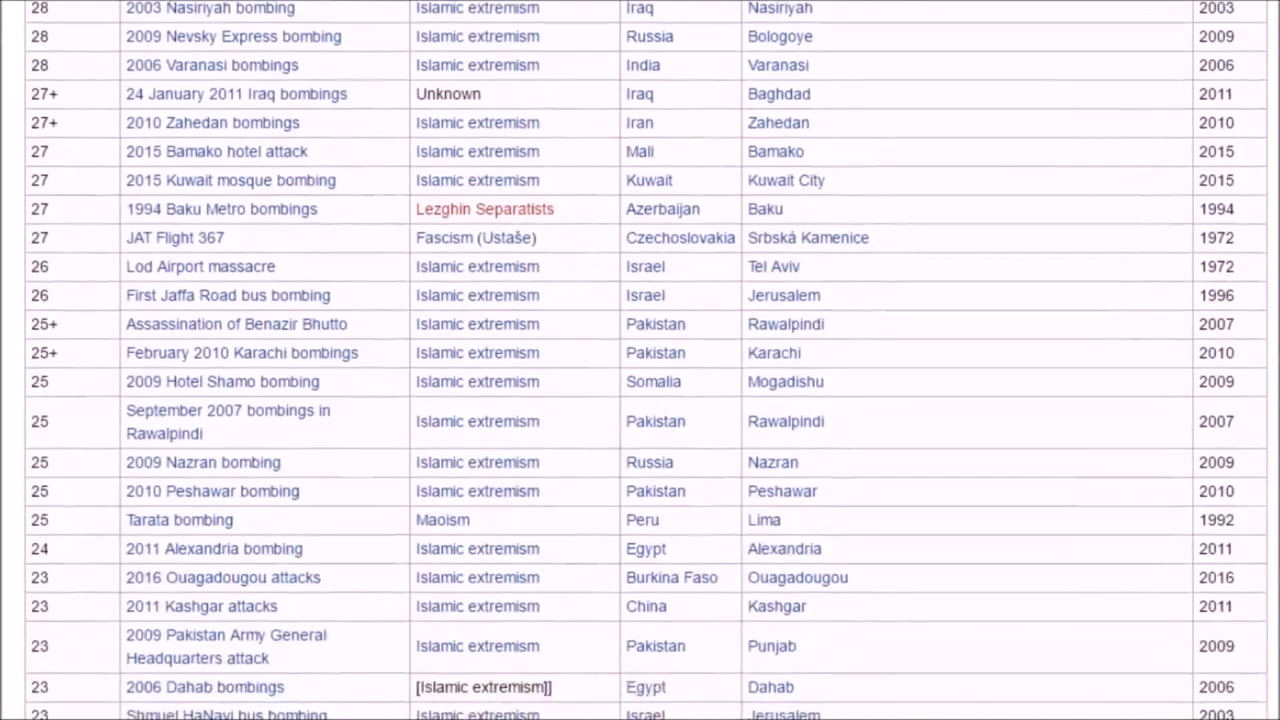 28 2003 Nasiriyah bombing Islamic extremism Iraq Nasiriyah 2003
28 2009 Nevsky Express bombing Islamic extremism Russia Bologoye 2009
28 2006 Varanasi bombings Islamic extremism India Varanasi 2006
27+ 24 January 2011 Iraq bombings Unknown Iraq Baghdad 2011
27+ 2010 Zahedan bombings Islamic extremism Iran Zahedan 2010
27 2015 Bamako hotel attack Islamic extremism Mali Bamako 2015
27 2015 Kuwait mosque bombing Islamic extremism Kuwait Kuwait City 2015
27 1994 Baku Metro bombings Lezghin Separatists Azerbaijan Baku 1994
27 JAT Flight 367 Fascism (Ustaše) Czechoslovakia Srbská Kamenice 1972
26 Lod Airport massacre Islamic extremism Israel Tel Aviv 1972
26 First Jaffa Road bus bombing Islamic extremism Israel Jerusalem 1996
25+ Assassination of Benazir Bhutto Islamic extremism Pakistan Rawalpindi 2007
25+ February 2010 Karachi bombings Islamic extremism Pakistan Karachi 2010
25 2009 Hotel Shamo bombing Islamic extremism Somalia Mogadishu 2009
25 September 2007 bombings in
Rawalpindi Islamic extremism Pakistan Rawalpindi 2007
25 2009 Nazran bombing Islamic extremism Russia Nazran 2009
25 2010 Peshawar bombing Islamic extremism Pakistan Peshawar 2010
25 Tarata bombing Maoism Peru Lima 1992
24 2011 Alexandria bombing Islamic extremism Egypt Alexandria 2011
23 2016 Ouagadougou attacks Islamic extremism Burkina Faso Ouagadougou 2016
23 2011 Kashgar attacks Islamic extremism China Kashgar 2011
23 2009 Pakistan Army General
Headquarters attack Islamic extremism Pakistan Punjab 2009
23 2006 Dahab bombings [Islamic extremism]] Egypt Dahab 2006
23 Shmuel HaNavi bus bombing Islamic extremism Israel Jerusalem 2003